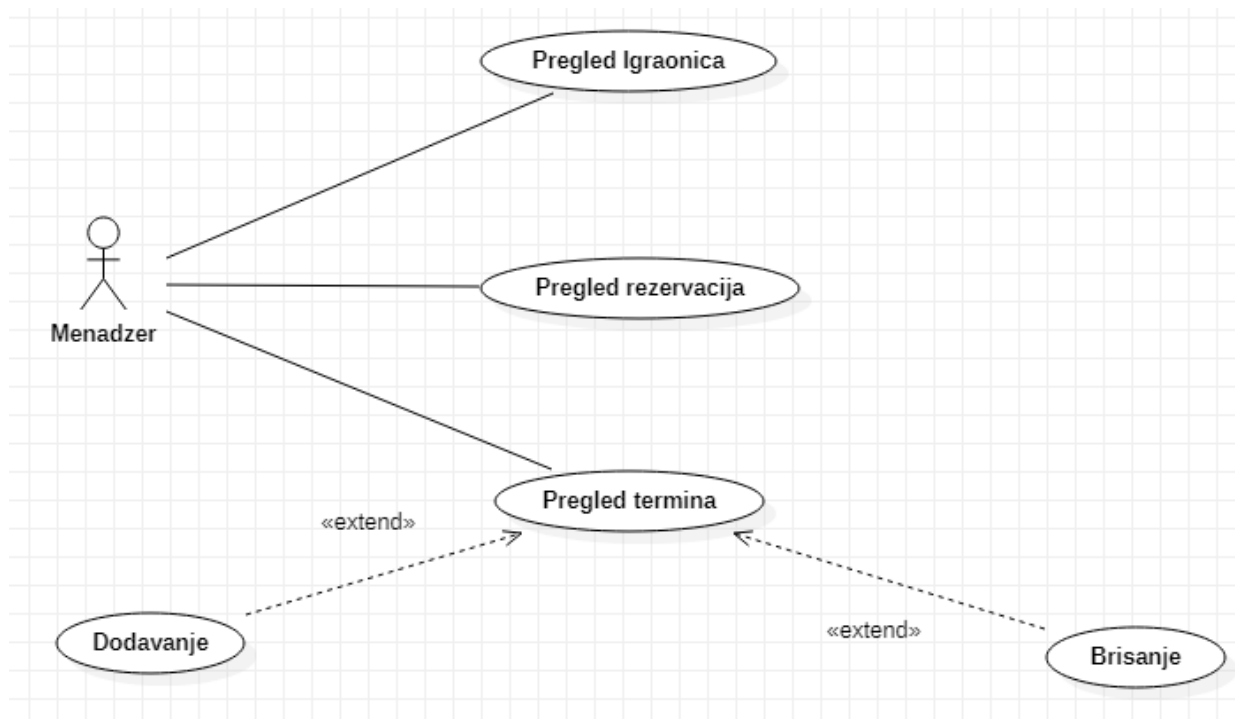 Pregled Igraonica
Pregled rezervacija
Menadzer
Pregled termina
«extend»
«extend»
Dodavanje
Brisanje